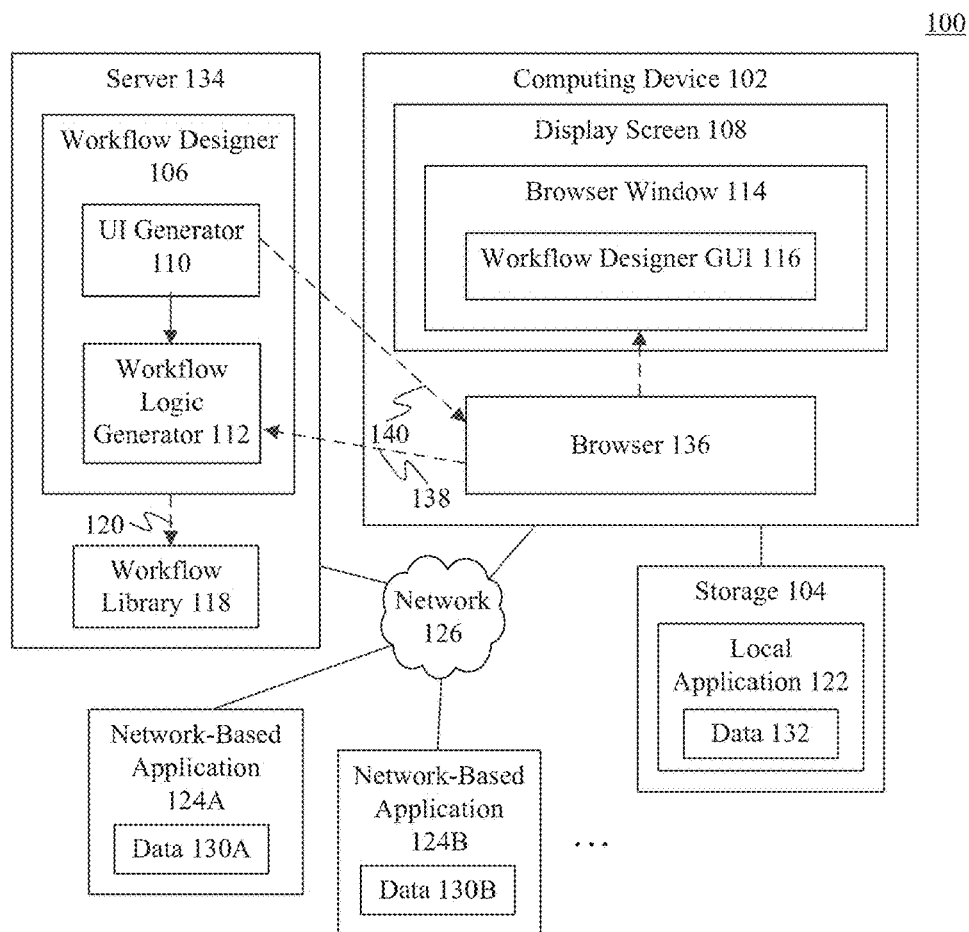 100
Server 134
Workflow Designer
106
UI Generator
110
Workflow
Logic
Generator 112
120
Workflow
Library 118
Computing Device 102
Display Screen 108
Browser Window 114
Workflow Designer GUI 116
140
138
Browser 136
Network
126
Storage 104
Local
Application 122
Data 132
Network-Based
Application
124A
Data 130A
Network-Based
Application
124B
Data 130B
...